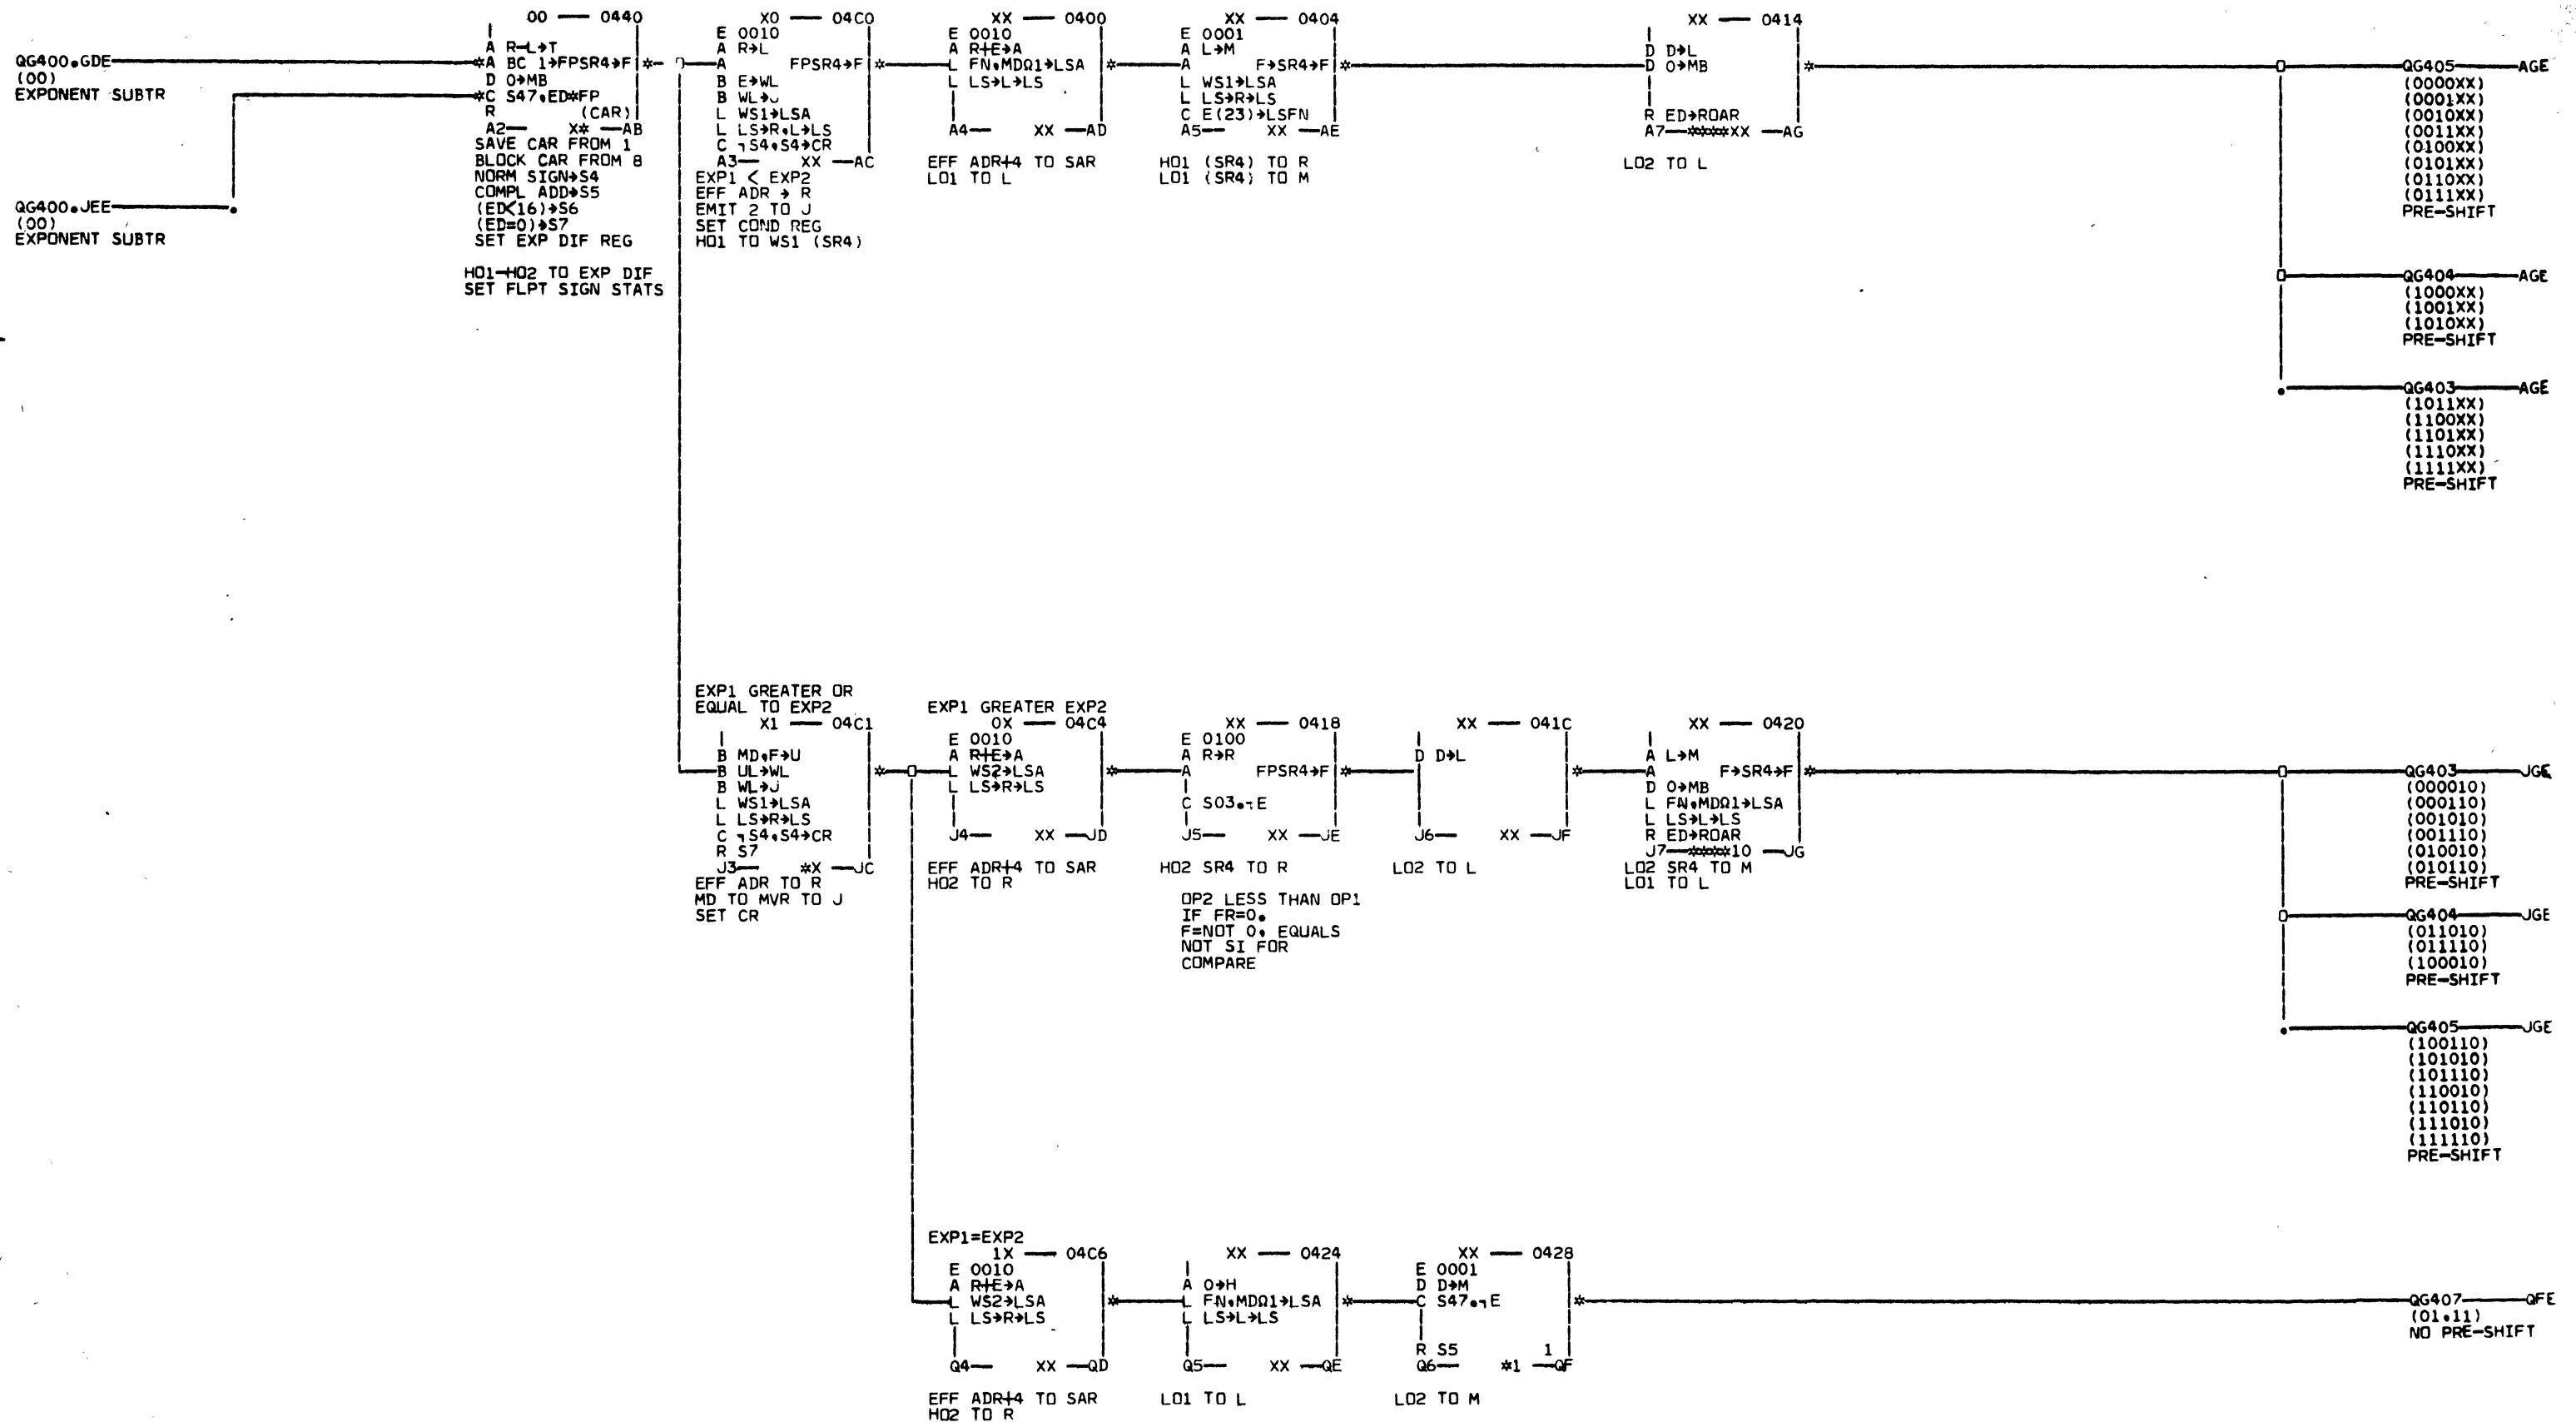 QG400.GDE
(00)
EXPONENT SUBTR
QG400.JEE
(00)
EXPONENT SUBTR
00 — 0440
A R-L→T
*A BC 1→FPSR4→F *
D 0→MB
*C S47,ED*FP
R (CAR)
A2— X* —AB
SAVE CAR FROM 1
BLOCK CAR FROM 8
NORM SIGN→S4
COMPL ADD→S5
(ED<16)→S6
(ED=0)→S7
SET EXP DIF REG
HO1-HO2 TO EXP DIF
SET FLPT SIGN STATS
X0 — 04C0
E 0010
A R→L
A FPSR4→F *
B E→WL
B WL→J
L WS1→LSA
L LS→R,L→LS
C ¬S4,S4→CR
A3— XX —AC
EXP1 < EXP2
EFF ADR → R
EMIT 2 TO J
SET COND REG
HO1 TO WS1 (SR4)
XX — 0400
E 0010
A R+E→A
L FN,MDΩ1→LSA *
L LS→L→LS
A4— XX —AD
EFF ADR+4 TO SAR
LO1 TO L
XX — 0404
E 0001
A L→M
A F→SR4→F *
L WS1→LSA
L LS→R→LS
C E(23)→LSFN
A5— XX —AE
HO1 (SR4) TO R
LO1 (SR4) TO M
XX — 0414
D D→L
D 0→MB *
R ED→ROAR
A7—****XX —AG
LO2 TO L
QG405 AGE
(0000XX)
(0001XX)
(0010XX)
(0011XX)
(0100XX)
(0101XX)
(0110XX)
(0111XX)
PRE-SHIFT
QG404 AGE
(1000XX)
(1001XX)
(1010XX)
PRE-SHIFT
QG403 AGE
(1011XX)
(1100XX)
(1101XX)
(1110XX)
(1111XX)
PRE-SHIFT
EXP1 GREATER OR
EQUAL TO EXP2
X1 — 04C1
B MD,F→U
B UL→WL *
B WL→J
L WS1→LSA
L LS→R→LS
C ¬S4,S4→CR
R S7
J3— *X —JC
EFF ADR TO R
MD TO MVR TO J
SET CR
EXP1 GREATER EXP2
0X — 04C4
E 0010
A R+E→A
L WS2→LSA *
L LS→R→LS
J4— XX —JD
EFF ADR+4 TO SAR
HO2 TO R
XX — 0418
E 0100
A R→R
A FPSR4→F *
C S03,¬E
J5— XX —JE
HO2 SR4 TO R
OP2 LESS THAN OP1
IF FR=0.
F=NOT 0, EQUALS
NOT SI FOR
COMPARE
XX — 041C
D D→L
*
J6— XX —JF
LO2 TO L
XX — 0420
A L→M
A F→SR4→F *
D 0→MB
L FN,MDΩ1→LSA
L LS→L→LS
R ED→ROAR
J7—****10 —JG
LO2 SR4 TO M
LO1 TO L
QG403 JGE
(000010)
(000110)
(001010)
(001110)
(010010)
(010110)
PRE-SHIFT
QG404 JGE
(011010)
(011110)
(100010)
PRE-SHIFT
QG405 JGE
(100110)
(101010)
(101110)
(110010)
(110110)
(111010)
(111110)
PRE-SHIFT
EXP1=EXP2
1X — 04C6
E 0010
A R+E→A
L WS2→LSA *
L LS→R→LS
Q4— XX —QD
EFF ADR+4 TO SAR
HO2 TO R
XX — 0424
A 0→H
L FN,MDΩ1→LSA *
L LS→L→LS
Q5— XX —QE
LO1 TO L
XX — 0428
E 0001
D D→M
C S47,¬E *
R S5 1
Q6— *1 —QF
LO2 TO M
QG407 QFE
(01,11)
NO PRE-SHIFT